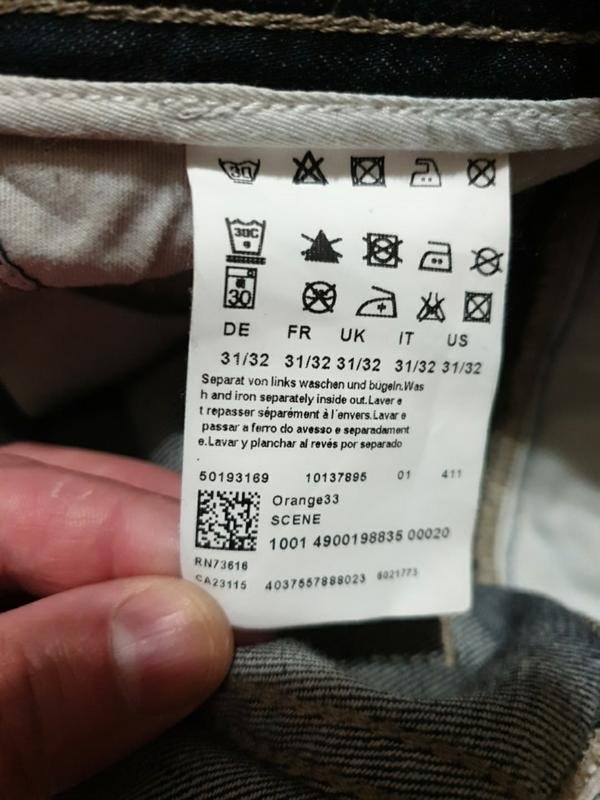 30
30C
30
DE FR UK IT US
31/32 31/32 31/32 31/32 31/32
Separat von links waschen und bügeln.Was
h and iron separately inside out.Laver e
t repasser séparément à l'envers.Lavar e
passar a ferro do avesso e separadament
e.Lavar y planchar al revés por separado
50193169 10137895 01 411
Orange33
SCENE
1001 4900198835 00020
RN73616
CA23115 4037557888023 6021773